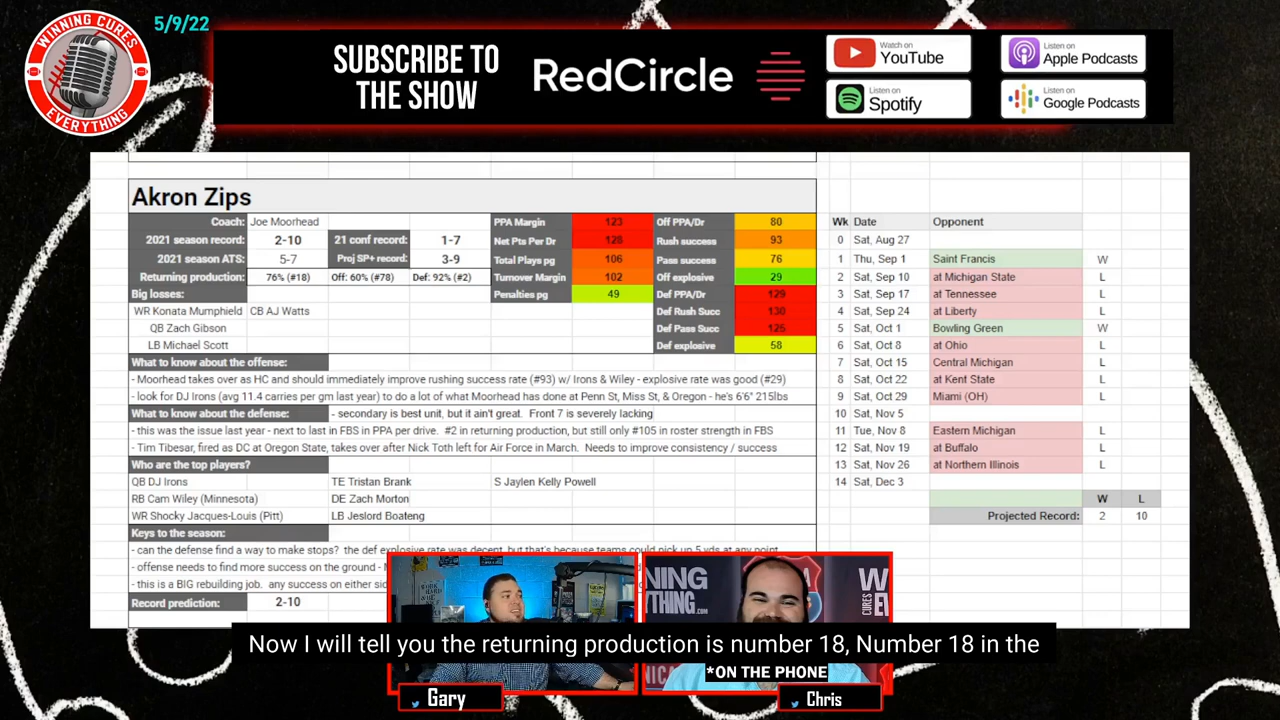 WINNING CURES
EVERYTHING
5/9/22
SUBSCRIBE TO
THE SHOW
RedCircle
Watch on
YouTube
Listen on
Apple Podcasts
Listen on
Spotify
Listen on
Google Podcasts
Akron Zips
Coach: Joe Moorhead PPA Margin 123 Off PPA/Dr 80
2021 season record: 2-10 21 conf record: 1-7 Net Pts Per Dr 128 Rush success 93
2021 season ATS: 5-7 Proj SP+ record: 3-9 Total Plays pg 106 Pass success 76
Returning production: 76% (#18) Off: 60% (#78) Def: 92% (#2) Turnover Margin 102 Off explosive 29
Big losses: Penalties pg 49 Def PPA/Dr 129
WR Konata Mumpfield CB AJ Watts Def Rush Succ 130
QB Zach Gibson Def Pass Succ 125
LB Michael Scott Def explosive 58
What to know about the offense:
- Moorhead takes over as HC and should immediately improve rushing success rate (#93) w/ Irons & Wiley - explosive rate was good (#29)
- look for DJ Irons (avg 11.4 carries per gm last year) to do a lot of what Moorhead has done at Penn St, Miss St, & Oregon - he's 6'6" 215lbs
What to know about the defense: - secondary is best unit, but it ain't great. Front 7 is severely lacking
- this was the issue last year - next to last in FBS in PPA per drive. #2 in returning production, but still only #105 in roster strength in FBS
- Tim Tibesar, fired as DC at Oregon State, takes over after Nick Toth left for Air Force in March. Needs to improve consistency / success
Who are the top players?
QB DJ Irons TE Tristan Brank S Jaylen Kelly Powell
RB Cam Wiley (Minnesota) DE Zach Morton
WR Shocky Jacques-Louis (Pitt) LB Jeslord Boateng
Keys to the season:
- can the defense find a way to make stops? the def explosive rate was decent, but that's because teams could pick up 5 yds at any point
- offense needs to find more success on the ground -
- this is a BIG rebuilding job. any success on either
Record prediction: 2-10
Wk Date Opponent
0 Sat, Aug 27
1 Thu, Sep 1 Saint Francis W
2 Sat, Sep 10 at Michigan State L
3 Sat, Sep 17 at Tennessee L
4 Sat, Sep 24 at Liberty L
5 Sat, Oct 1 Bowling Green W
6 Sat, Oct 8 at Ohio L
7 Sat, Oct 15 Central Michigan L
8 Sat, Oct 22 at Kent State L
9 Sat, Oct 29 Miami (OH) L
10 Sat, Nov 5
11 Tue, Nov 8 Eastern Michigan L
12 Sat, Nov 19 at Buffalo L
13 Sat, Nov 26 at Northern Illinois L
14 Sat, Dec 3
W L
Projected Record: 2 10
Now I will tell you the returning production is number 18, Number 18 in the
*ON THE PHONE
Gary
Chris